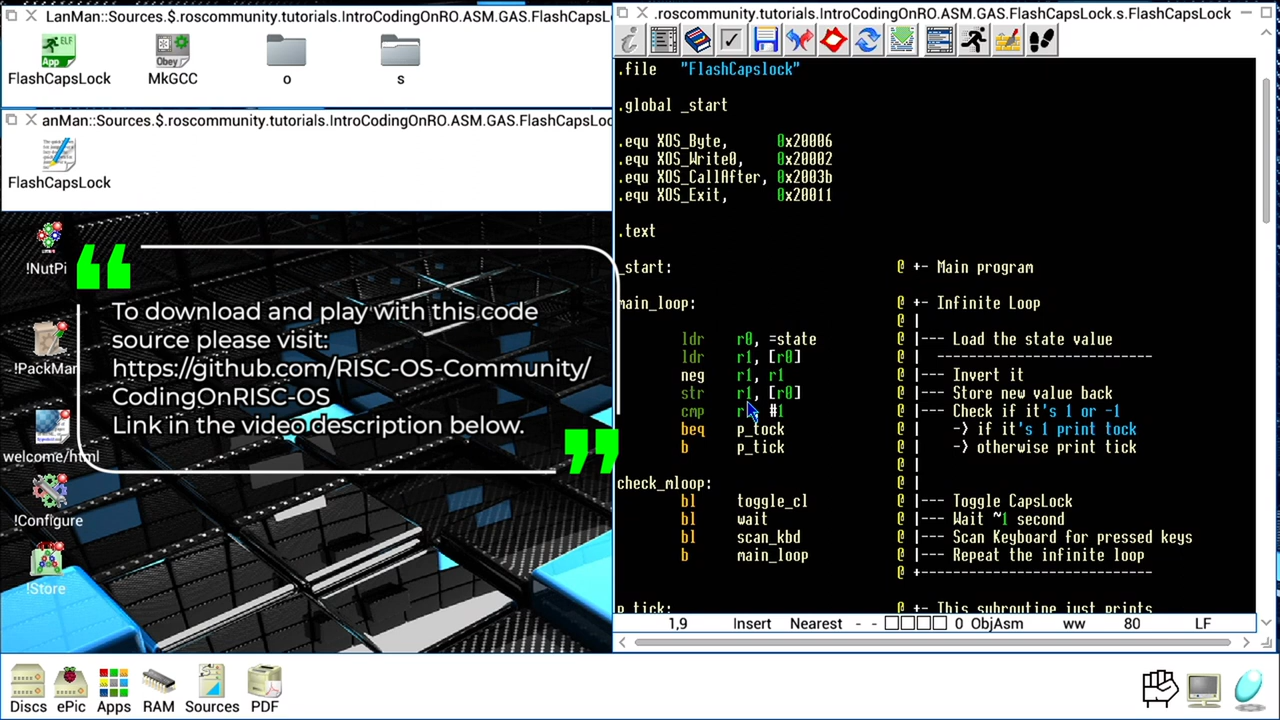 LanMan::Sources.$.roscommunity.tutorials.IntroCodingOnRO.ASM.GAS.FlashCapsL
FlashCapsLock
MkGCC
o
s
anMan::Sources.$.roscommunity.tutorials.IntroCodingOnRO.ASM.GAS.FlashCapsLo
FlashCapsLock
!NutPi
!PackMan
welcome/html
!Configure
!Store
To download and play with this code
source please visit:
https://github.com/RISC-OS-Community/
CodingOnRISC-OS
Link in the video description below.
.roscommunity.tutorials.IntroCodingOnRO.ASM.GAS.FlashCapsLock.s.FlashCapsLock
.file "FlashCapslock"
.global _start
.equ XOS_Byte, 0x20006
.equ XOS_Write0, 0x20002
.equ XOS_CallAfter, 0x2003b
.equ XOS_Exit, 0x20011
.text
_start: @ +- Main program
main_loop: @ +- Infinite Loop
@ |
ldr r0, =state @ |--- Load the state value
ldr r1, [r0] @ | ---------------------------
neg r1, r1 @ |--- Invert it
str r1, [r0] @ |--- Store new value back
cmp #1 @ |--- Check if it's 1 or -1
beq p_tock @ | -> if it's 1 print tock
b p_tick @ | -> otherwise print tick
@ |
check_mloop: @ |
bl toggle_cl @ |--- Toggle CapsLock
bl wait @ |--- Wait ~1 second
bl scan_kbd @ |--- Scan Keyboard for pressed keys
b main_loop @ |--- Repeat the infinite loop
@ +-----------------------------
p_tick: @ +- This subroutine just prints
1,9 Insert Nearest - - 0 ObjAsm ww 80 LF
Discs
ePic
Apps
RAM
Sources
PDF